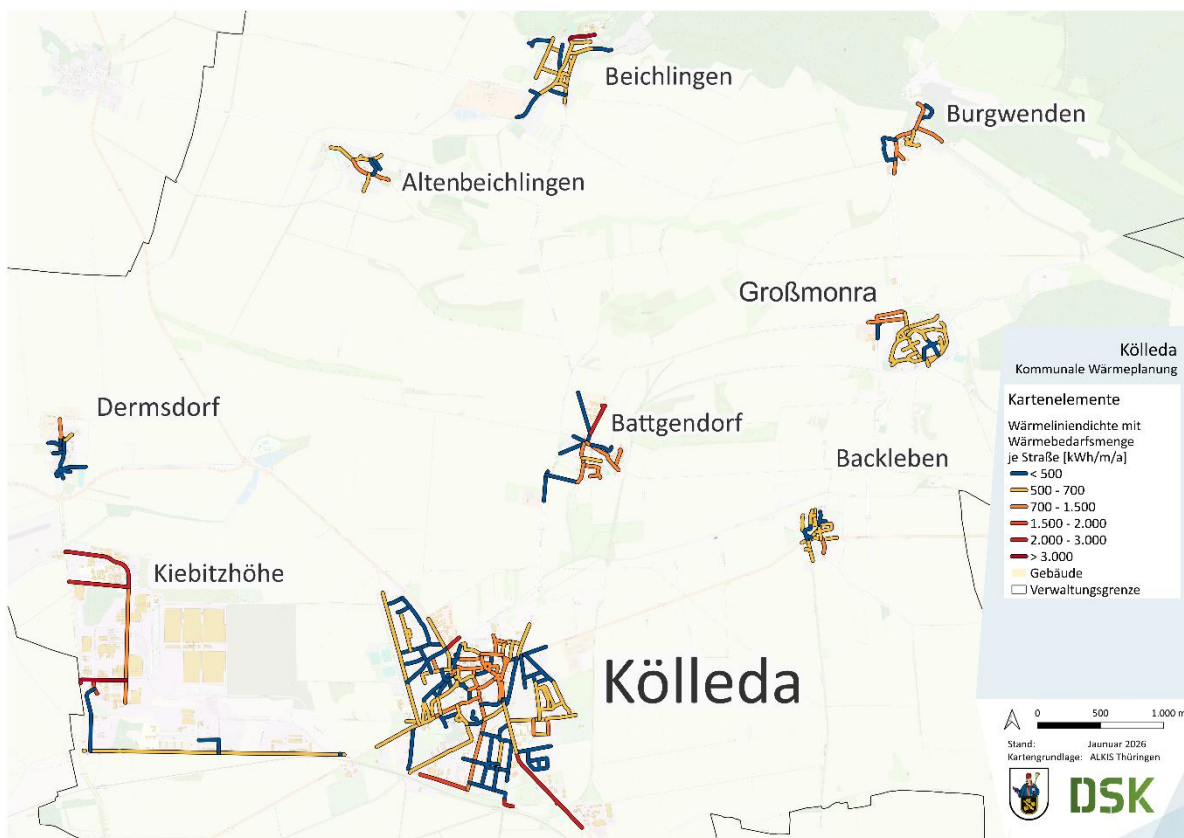 Beichlingen
Burgwenden
Altenbeichlingen
Großmonra
Dermsdorf
Battgendorf
Backleben
Kiebitzhöhe
Kölleda
Kölleda
Kommunale Wärmeplanung
Kartenelemente
Wärmeliniendichte mit
Wärmebedarfsmenge
je Straße [kWh/m/a]
< 500
500 - 700
700 - 1.500
1.500 - 2.000
2.000 - 3.000
> 3.000
Gebäude
Verwaltungsgrenze
0 500 1.000 m
Stand: Jaunuar 2026
Kartengrundlage: ALKIS Thüringen
DSK